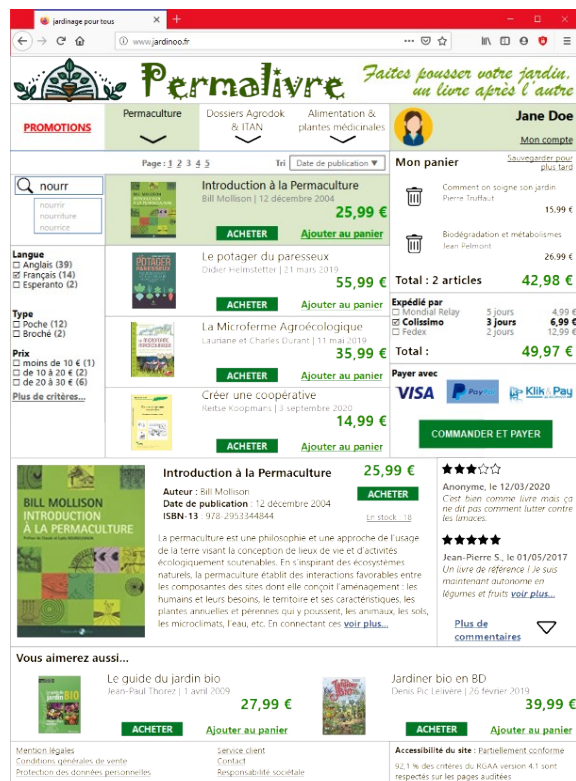 jardinage pour tous
www.jardinoo.fr
Permalivre
Faites pousser votre jardin,
un livre après l'autre
PROMOTIONS
Permaculture
Dossiers Agrodok
& ITAN
Alimentation &
plantes médicinales
Jane Doe
Mon compte
Page : 1 2 3 4 5
Tri
Date de publication ▼
nourr
nourrir
nourriture
nourrice
Langue
Anglais (39)
Français (14)
Esperanto (2)
Type
Poche (12)
Broché (2)
Prix
moins de 10 € (1)
de 10 à 20 € (2)
de 20 à 30 € (6)
Plus de critères...
BILL MOLLISON
Introduction à la Permaculture
Bill Mollison | 12 décembre 2004
25,99 €
ACHETER
Ajouter au panier
LE POTAGER
DU PARESSEUX
Le potager du paresseux
Didier Helmstetter | 21 mars 2019
55,99 €
ACHETER
Ajouter au panier
La Microferme Agroécologique
Lauriane et Charles Durant | 11 mai 2019
35,99 €
ACHETER
Ajouter au panier
Créer une coopérative
Reitse Koopmans | 3 septembre 2020
14,99 €
ACHETER
Ajouter au panier
Mon panier
Sauvegarder pour
plus tard
Comment on soigne son jardin
Pierre Truffaut
15.99 €
Biodégradation et métabolismes
Jean Pelmont
26.99 €
Total : 2 articles
42,98 €
Expédié par
Mondial Relay 5 jours 4,99 €
Colissimo 3 jours 6,99 €
Fedex 2 jours 12,99 €
Total :
49,97 €
Payer avec
VISA
PayPal
Klik & Pay
COMMANDER ET PAYER
BILL MOLLISON
INTRODUCTION
À LA PERMACULTURE
Introduction à la Permaculture
25,99 €
Auteur : Bill Mollison
Date de publication : 12 décembre 2004
ISBN-13 : 978-2953344844
ACHETER
En stock : 18
La permaculture est une philosophie et une approche de l'usage
de la terre visant la conception de lieux de vie et d'activités
écologiquement soutenables. En s'inspirant des écosystèmes
naturels, la permaculture établit des interactions favorables entre
les composantes des sites dont elle conçoit l'aménagement : les
humains et leurs besoins, le territoire et ses caractéristiques, les
plantes annuelles et pérennes qui y poussent, les animaux, les sols,
les microclimats, l'eau, etc. En connectant ces voir plus...
Anonyme, le 12/03/2020
C'est bien comme livre mais ça
ne dit pas comment lutter contre
les limaces.
Jean-Pierre S., le 01/05/2017
Un livre de référence ! Je suis
maintenant autonome en
légumes et fruits voir plus...
Plus de
commentaires
Vous aimerez aussi...
jardin BIO
Le guide du jardin bio
Jean-Paul Thorez | 1 avril 2009
27,99 €
ACHETER
Ajouter au panier
Jardiner bio en BD
Denis Pic Lelièvre | 26 février 2019
39,99 €
ACHETER
Ajouter au panier
Mention légales
Conditions générales de vente
Protection des données personnelles
Service client
Contact
Responsabilité sociétale
Accessibilité du site : Partiellement conforme
92,1 % des critères du RGAA version 4.1 sont
respectés sur les pages auditées